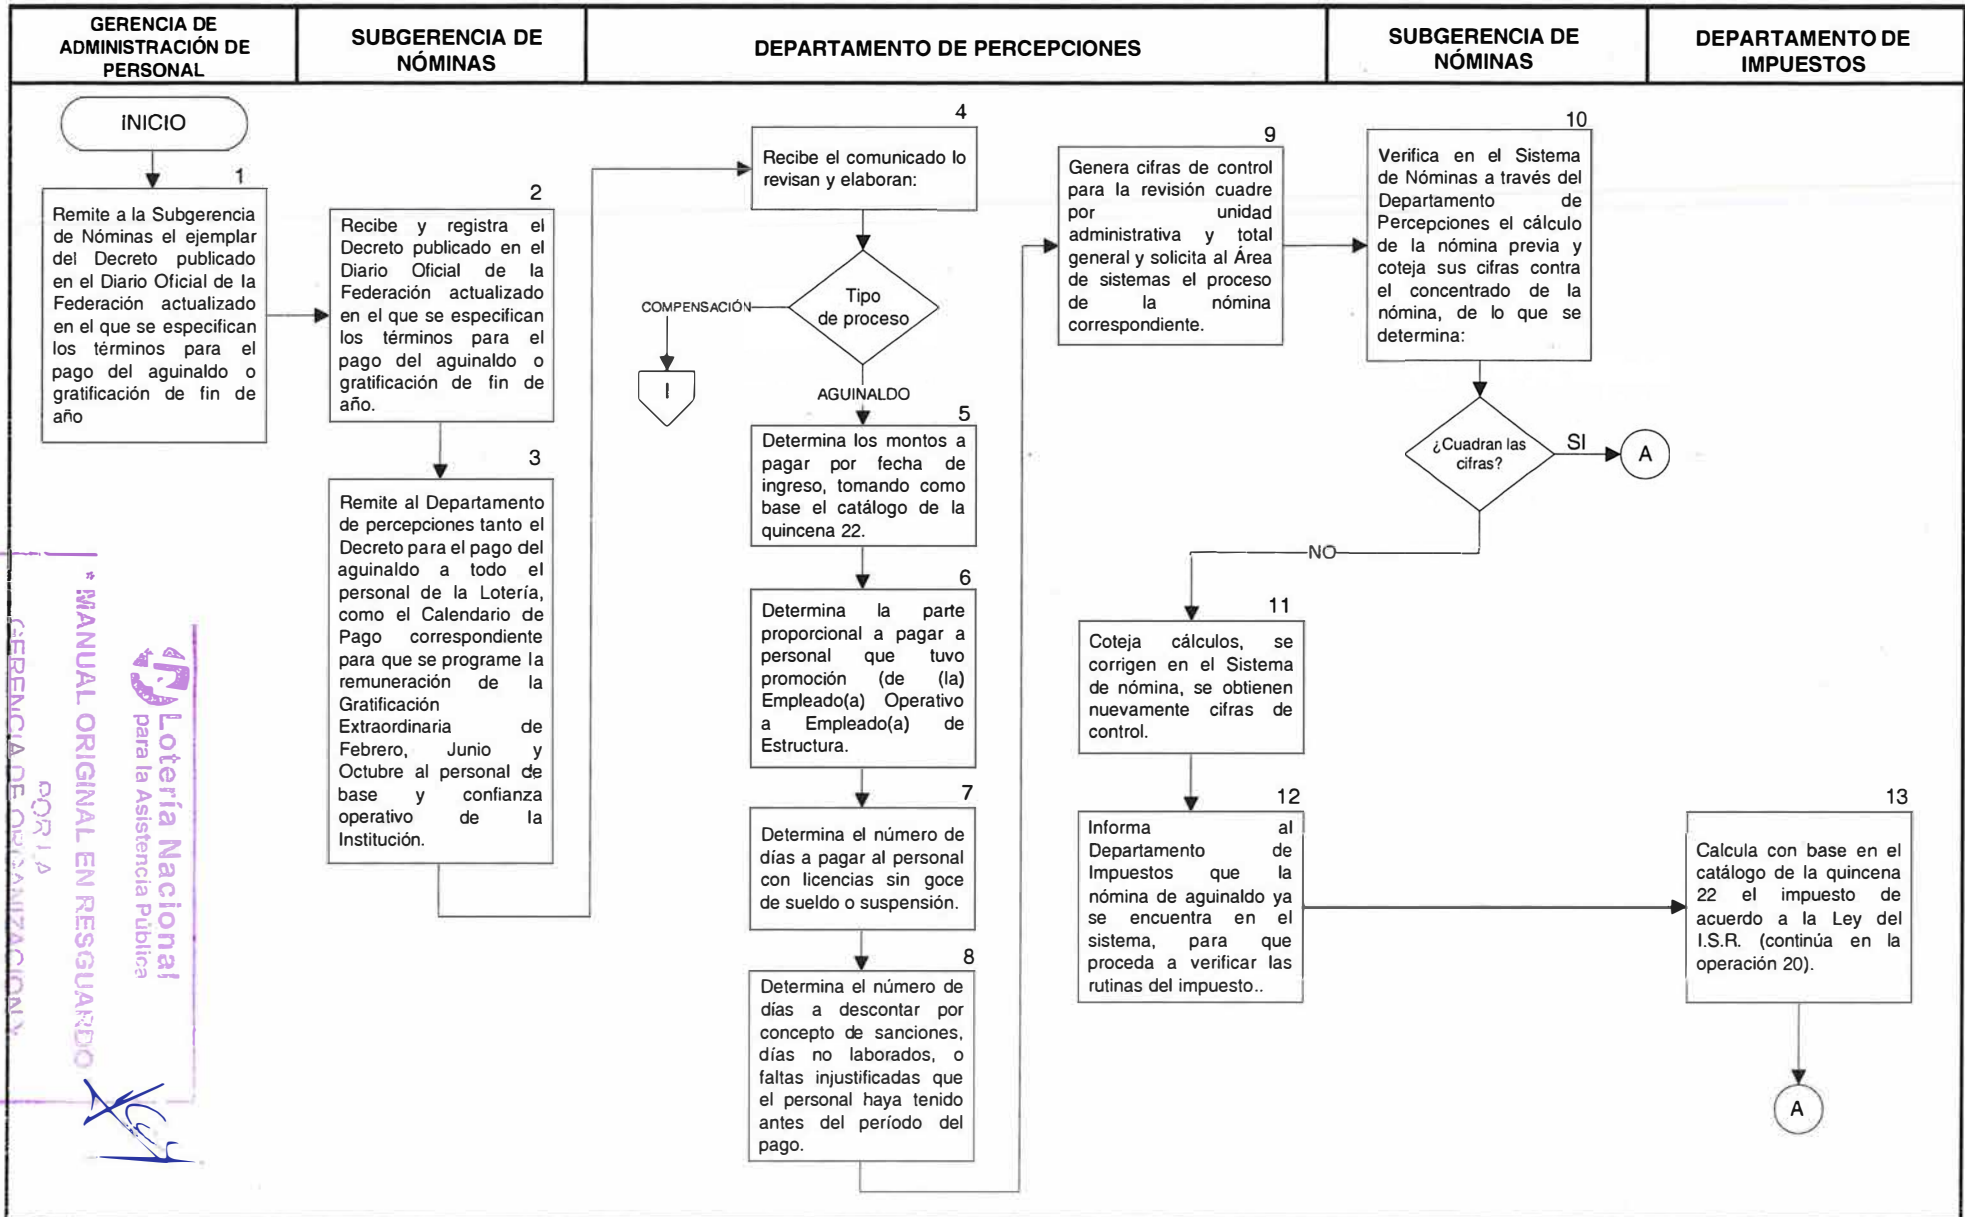 GERENCIA DE
ADMINISTRACIÓN DE
PERSONAL
SUBGERENCIA DE
NÓMINAS
DEPARTAMENTO DE PERCEPCIONES
SUBGERENCIA DE
NÓMINAS
DEPARTAMENTO DE
IMPUESTOS
INICIO
1
Remite a la Subgerencia
de Nóminas el ejemplar
del Decreto publicado
en el Diario Oficial de la
Federación actualizado
en el que se especifican
los términos para el
pago del aguinaldo o
gratificación de fin de
año
2
Recibe y registra el
Decreto publicado en el
Diario Oficial de la
Federación actualizado
en el que se especifican
los términos para el
pago del aguinaldo o
gratificación de fin de
año.
3
Remite al Departamento
de percepciones tanto el
Decreto para el pago del
aguinaldo a todo el
personal de la Lotería,
como el Calendario de
Pago correspondiente
para que se programe la
remuneración de la
Gratificación
Extraordinaria de
Febrero, Junio y
Octubre al personal de
base y confianza
operativo de la
Institución.
4
Recibe el comunicado lo
revisan y elaboran:
Tipo
de proceso
COMPENSACIÓN
I
AGUINALDO
5
Determina los montos a
pagar por fecha de
ingreso, tomando como
base el catálogo de la
quincena 22.
6
Determina la parte
proporcional a pagar a
personal que tuvo
promoción (de (la)
Empleado(a) Operativo
a Empleado(a) de
Estructura.
7
Determina el número de
días a pagar al personal
con licencias sin goce
de sueldo o suspensión.
8
Determina el número de
días a descontar por
concepto de sanciones,
días no laborados, o
faltas injustificadas que
el personal haya tenido
antes del período del
pago.
9
Genera cifras de control
para la revisión cuadre
por unidad
administrativa y total
general y solicita al Área
de sistemas el proceso
de la nómina
correspondiente.
10
Verifica en el Sistema
de Nóminas a través del
Departamento de
Percepciones el cálculo
de la nómina previa y
coteja sus cifras contra
el concentrado de la
nómina, de lo que se
determina:
¿Cuadran las
cifras?
SI
A
NO
11
Coteja cálculos, se
corrigen en el Sistema
de nómina, se obtienen
nuevamente cifras de
control.
12
Informa al
Departamento de
Impuestos que la
nómina de aguinaldo ya
se encuentra en el
sistema, para que
proceda a verificar las
rutinas del impuesto..
13
Calcula con base en el
catálogo de la quincena
22 el impuesto de
acuerdo a la Ley del
I.S.R. (continúa en la
operación 20).
A
Lotería Nacional
para la Asistencia Pública
"MANUAL ORIGINAL EN RESGUARDO
POR LA
GERENCIA DE ORGANIZACION